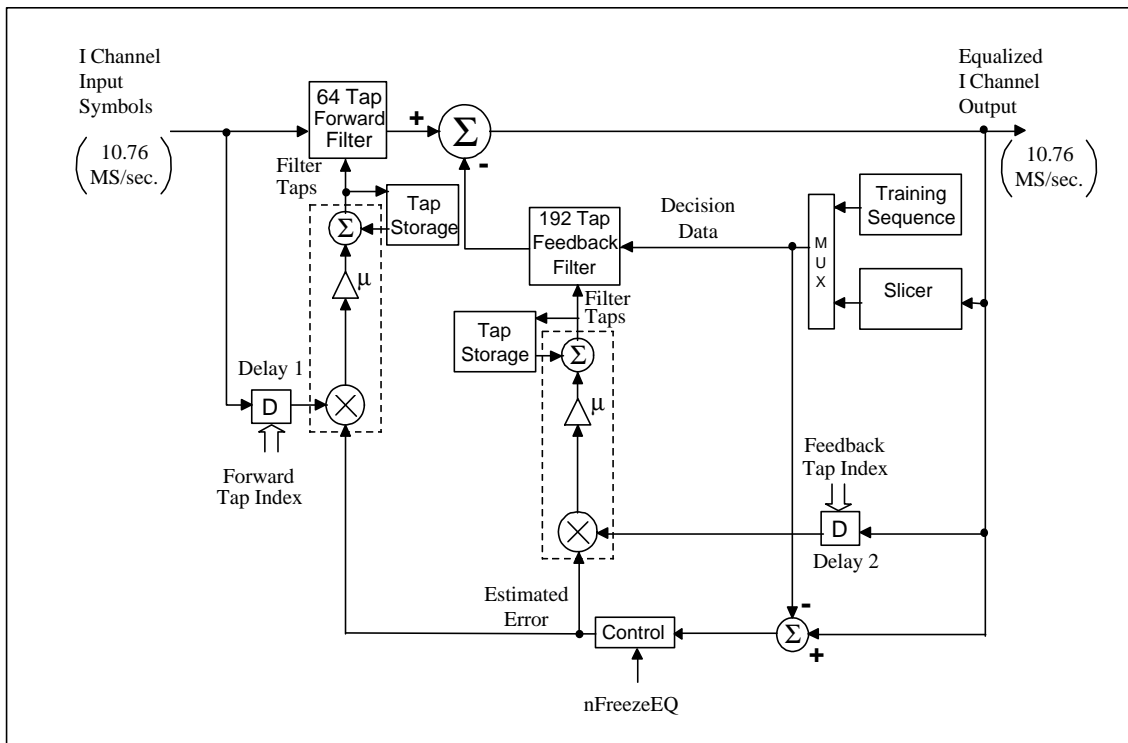 I Channel
Input
Symbols
(10.76
MS/sec.)
64 Tap
Forward
Filter
+
Σ
-
Equalized
I Channel
Output
(10.76
MS/sec.)
Filter
Taps
Tap
Storage
Σ
μ
192 Tap
Feedback
Filter
Decision
Data
MUX
Training
Sequence
Slicer
Filter
Taps
Tap
Storage
Σ
μ
Delay 1
D
Forward
Tap Index
Feedback
Tap Index
D
Delay 2
Estimated
Error
Control
-
Σ
+
nFreezeEQ